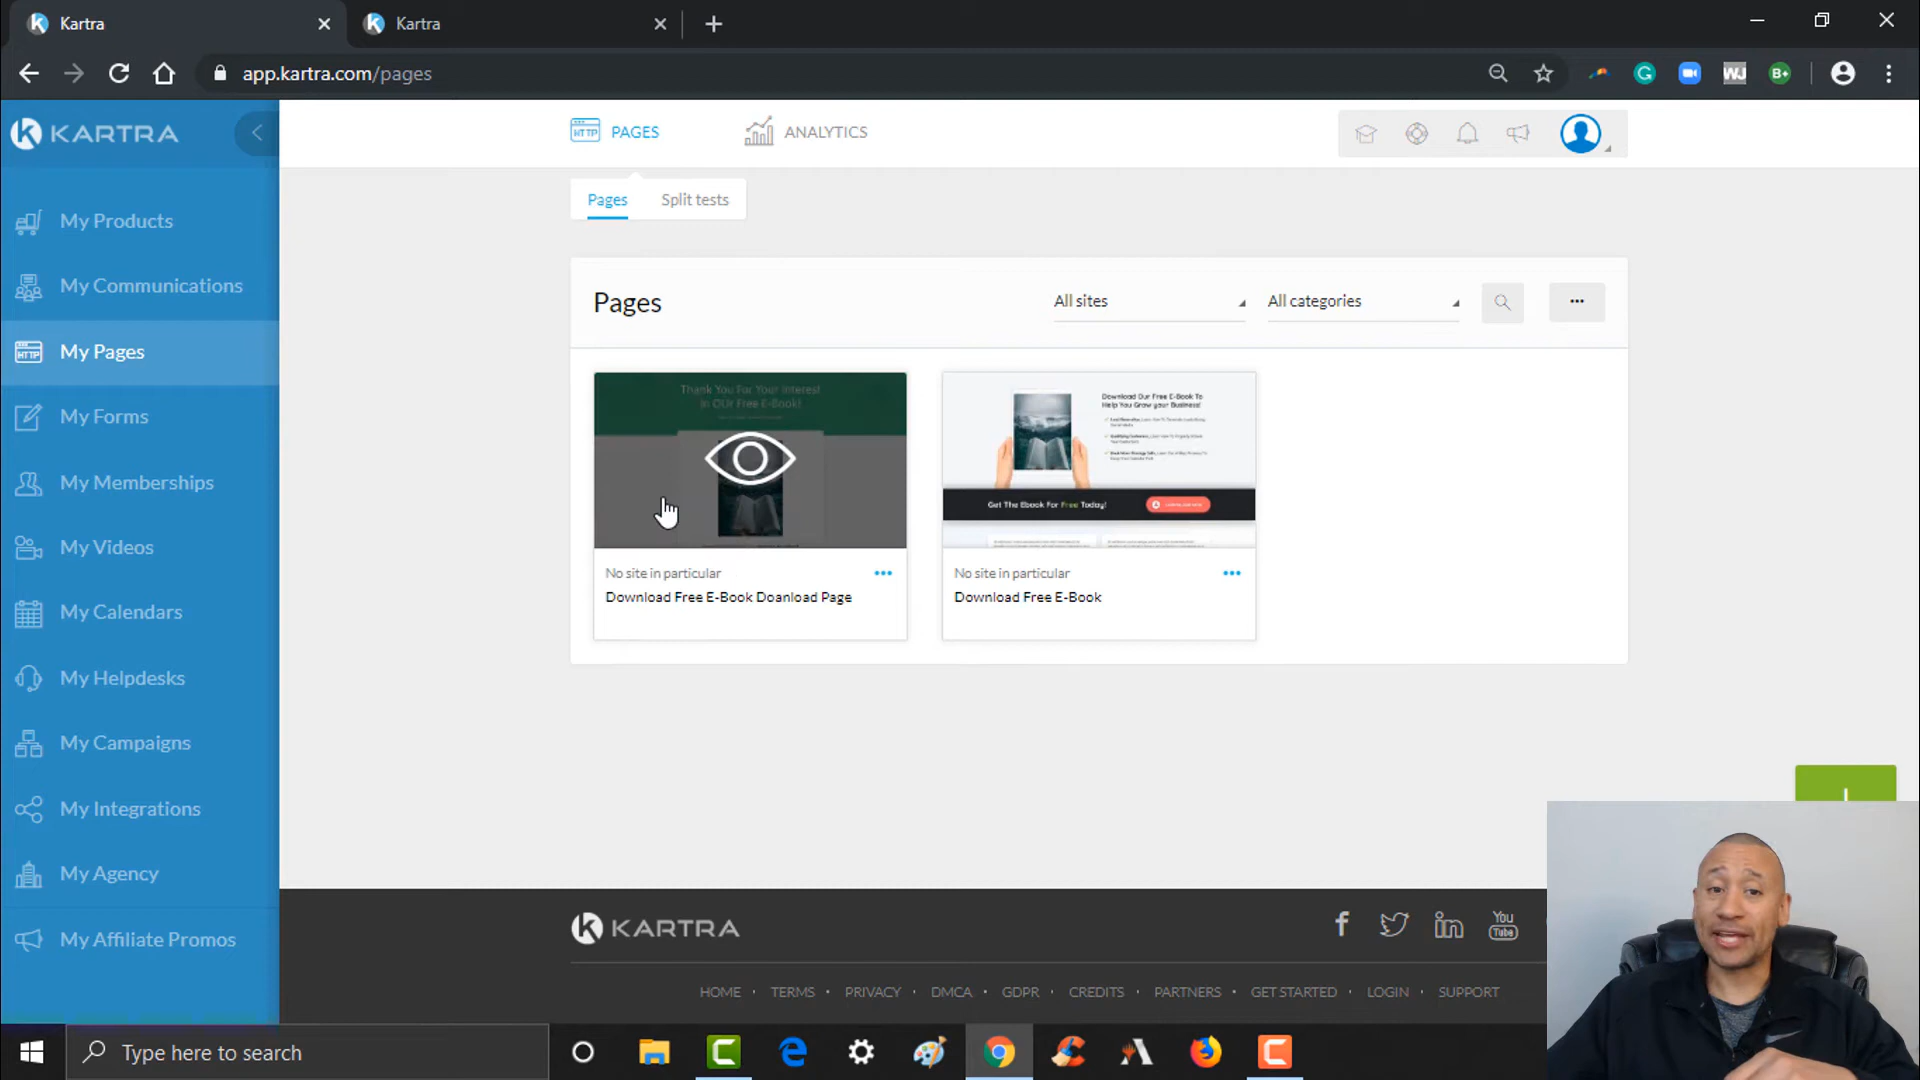 Kartra
Kartra
app.kartra.com/pages
KARTRA
PAGES
ANALYTICS
Pages
Split tests
My Products
My Communications
My Pages
My Forms
My Memberships
My Videos
My Calendars
My Helpdesks
My Campaigns
My Integrations
My Agency
My Affiliate Promos
Pages
All sites
All categories
HTTP
HTTP
Thank You For Your Interest
In OUr Free E-Book!
Download Our Free E-Book To
Help You Grow your Business!
Get The Ebook For Free Today!
No site in particular
Download Free E-Book Doanload Page
No site in particular
Download Free E-Book
KARTRA
You
Tube
HOME · TERMS · PRIVACY · DMCA · GDPR · CREDITS · PARTNERS · GET STARTED · LOGIN · SUPPORT
Type here to search